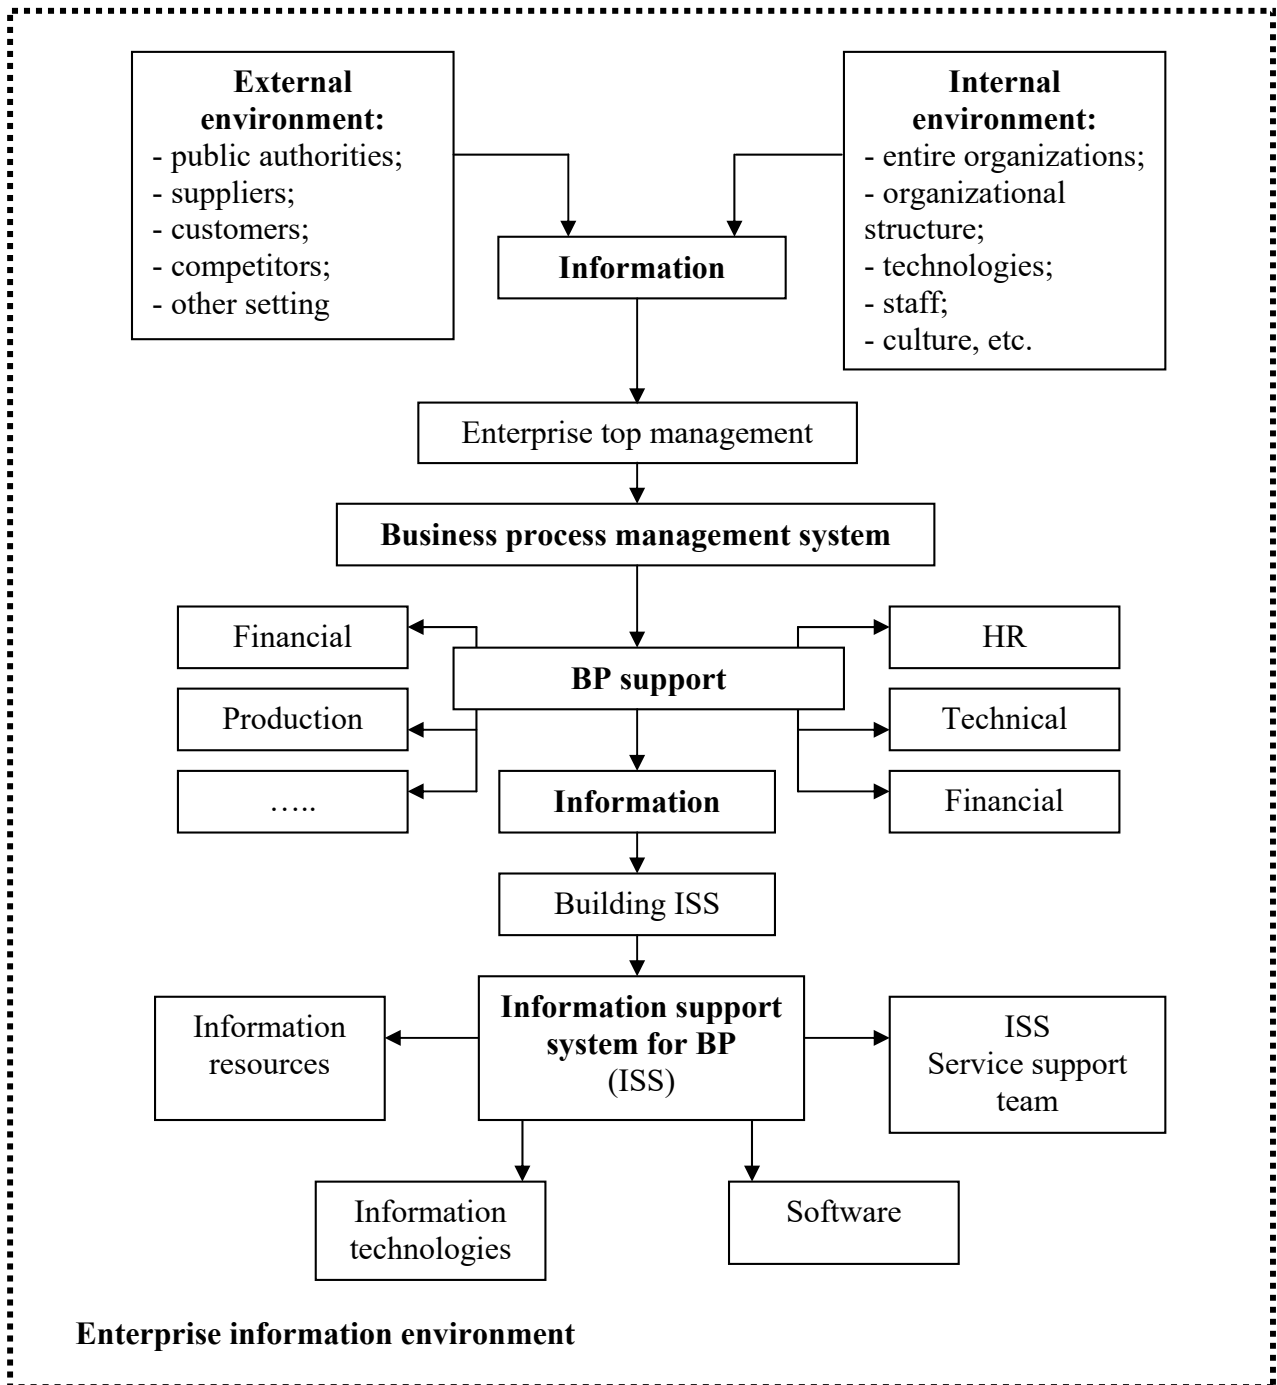 External
environment:
- public authorities;
- suppliers;
- customers;
- competitors;
- other setting
Internal
environment:
- entire organizations;
- organizational
structure;
- technologies;
- staff;
- culture, etc.
Information
Enterprise top management
Business process management system
Financial
HR
BP support
Production
Technical
…..
Information
Financial
Building ISS
Information
resources
Information support
system for BP
(ISS)
ISS
Service support
team
Information
technologies
Software
Enterprise information environment